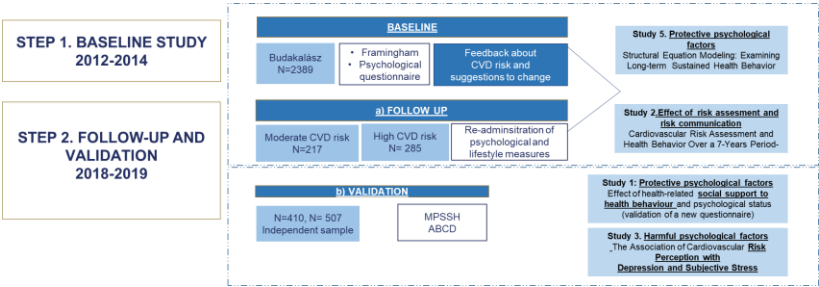 STEP 1. BASELINE STUDY
2012-2014
STEP 2. FOLLOW-UP AND
VALIDATION
2018-2019
BASELINE
Budakalász
N=2389
• Framingham
• Psychological
questionnaire
Feedback about
CVD risk and
suggestions to change
a) FOLLOW UP
Moderate CVD risk
N=217
High CVD risk
N= 285
Re-adminsitration of
psychological and
lifestyle measures
Study 5. Protective psychological
factors
Structural Equation Modeling: Examining
Long-term Sustained Health Behavior
Study 2.Effect of risk assesment and
risk communication
Cardiovascular Risk Assessment and
Health Behavior Over a 7-Years Period-
b) VALIDATION
N=410, N= 507
Independent sample
MPSSH
ABCD
Study 1: Protective psychological factors
Effect of health-related social support to
health behaviour and psychological status
(validation of a new questionnaire)
Study 3. Harmful psychological factors
_The Association of Cardiovascular Risk
Perception with
Depression and Subjective Stress